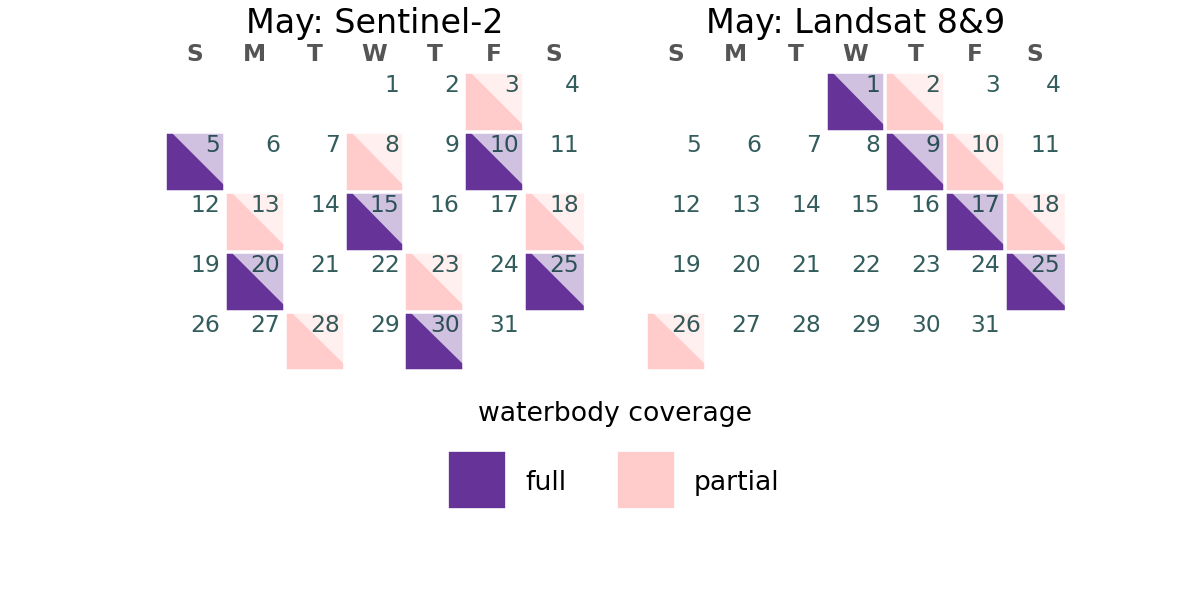 May: Sentinel-2
S M T W T F S
1 2 3 4
5 6 7 8 9 10 11
12 13 14 15 16 17 18
19 20 21 22 23 24 25
26 27 28 29 30 31
May: Landsat 8&9
S M T W T F S
1 2 3 4
5 6 7 8 9 10 11
12 13 14 15 16 17 18
19 20 21 22 23 24 25
26 27 28 29 30 31
waterbody coverage
full
partial